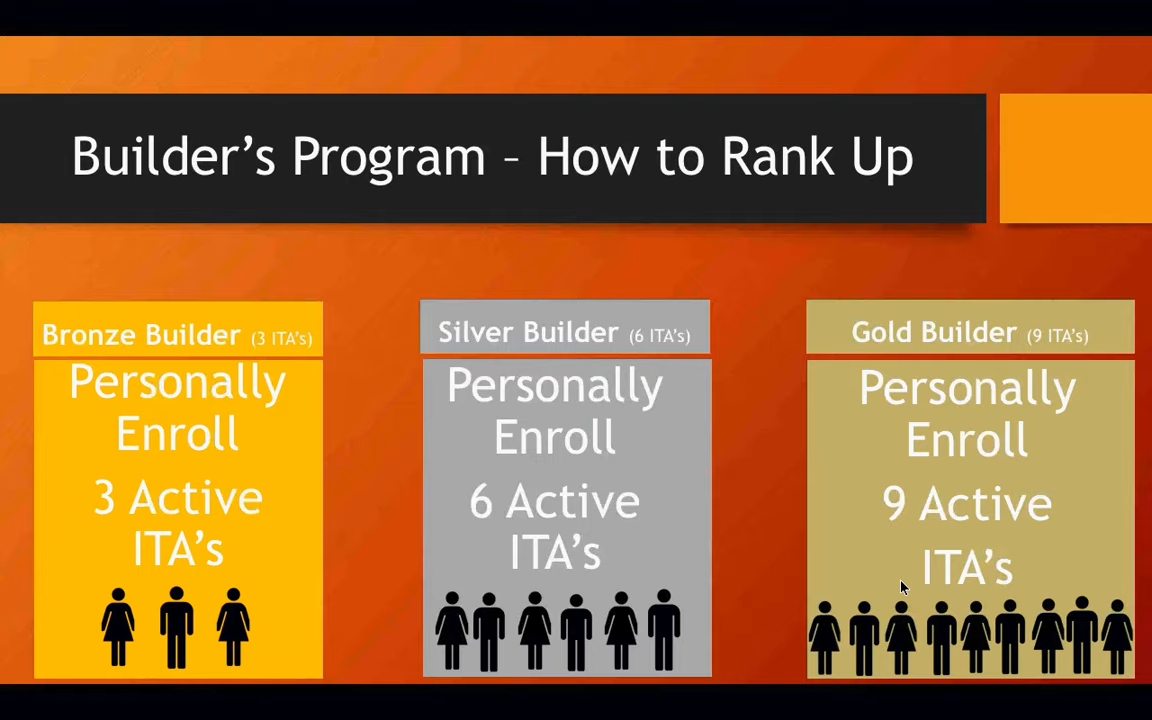 Builder’s Program – How to Rank Up
Bronze Builder (3 ITA’s)
Personally
Enroll
3 Active
ITA’s
Silver Builder (6 ITA’s)
Personally
Enroll
6 Active
ITA’s
Gold Builder (9 ITA’s)
Personally
Enroll
9 Active
ITA’s